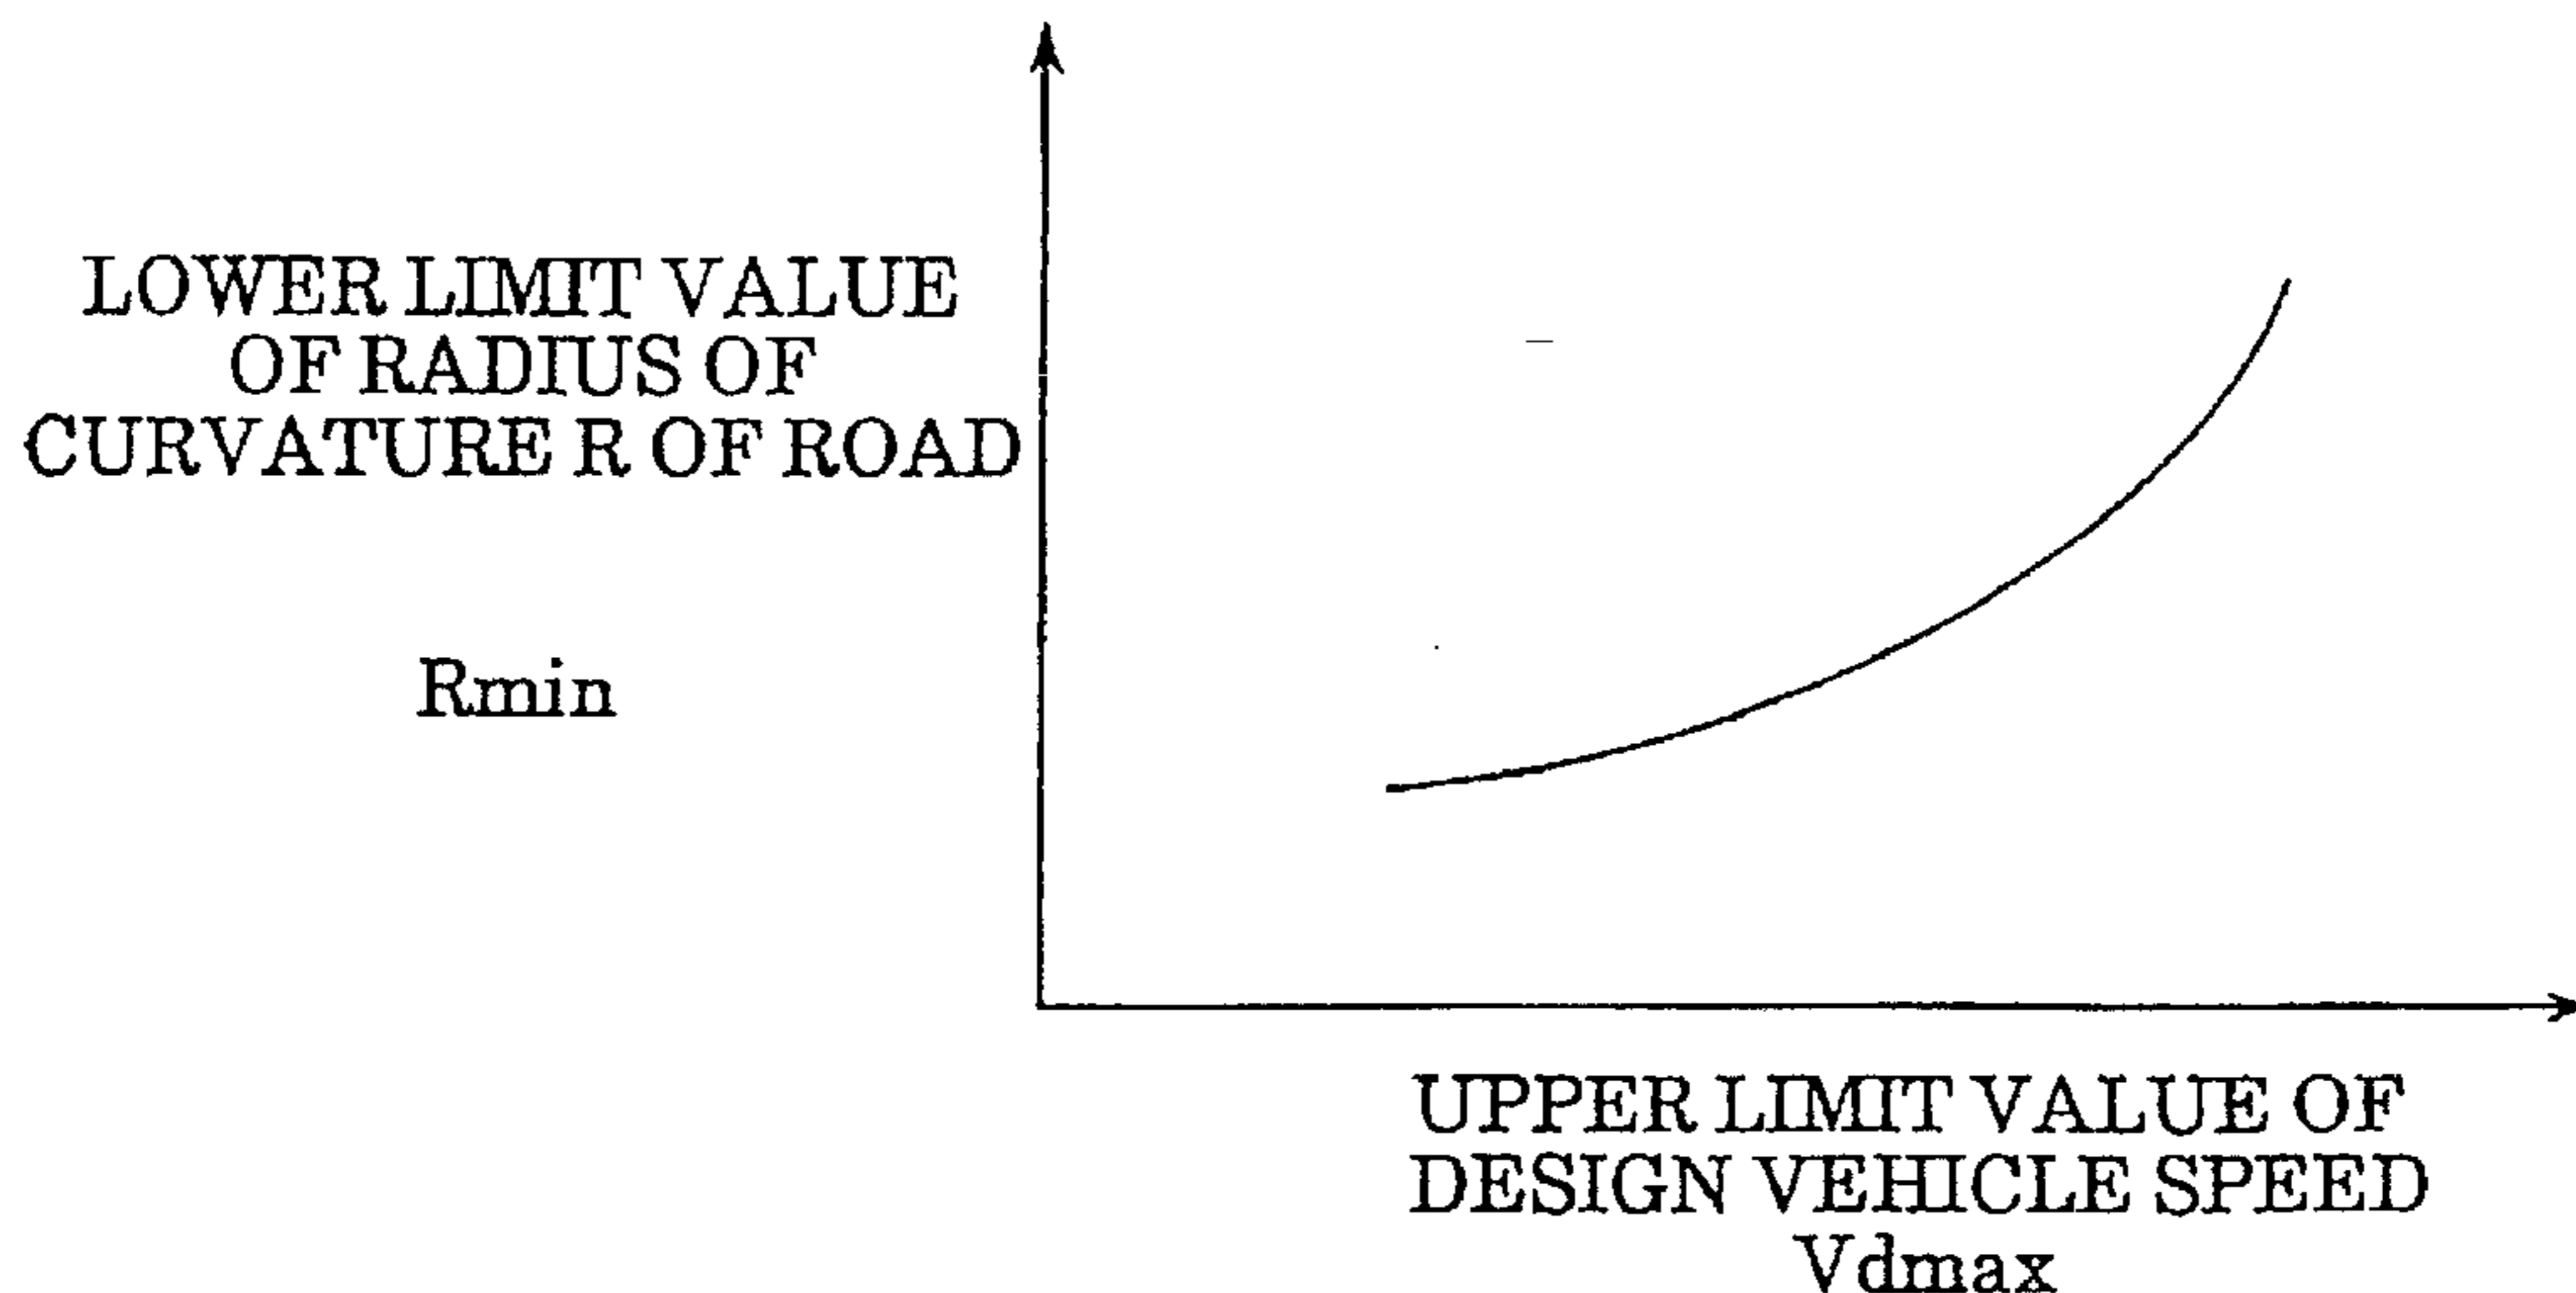 LOWER LIMIT VALUE
OF RADIUS OF
CURVATURE R OF ROAD
Rmin
UPPER LIMIT VALUE OF
DESIGN VEHICLE SPEED
Vdmax